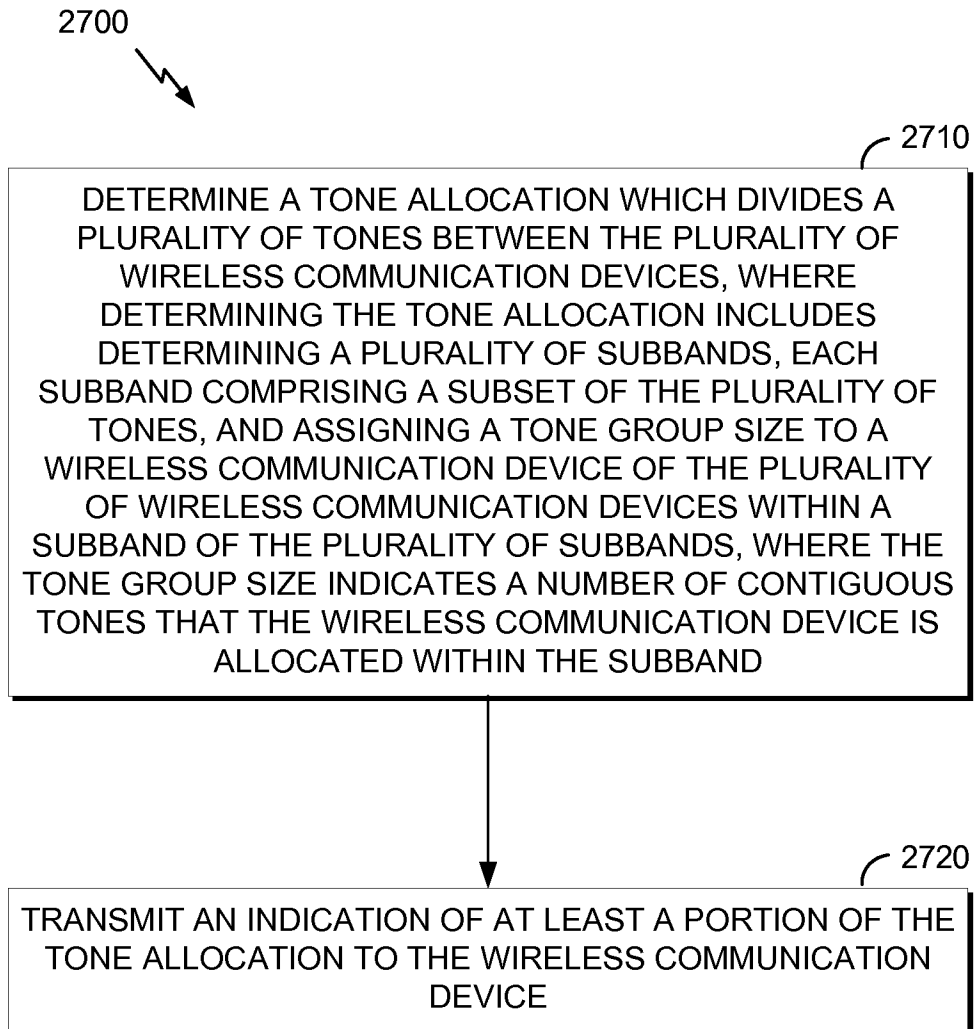 2700
2710
DETERMINE A TONE ALLOCATION WHICH DIVIDES A
PLURALITY OF TONES BETWEEN THE PLURALITY OF
WIRELESS COMMUNICATION DEVICES, WHERE
DETERMINING THE TONE ALLOCATION INCLUDES
DETERMINING A PLURALITY OF SUBBANDS, EACH
SUBBAND COMPRISING A SUBSET OF THE PLURALITY OF
TONES, AND ASSIGNING A TONE GROUP SIZE TO A
WIRELESS COMMUNICATION DEVICE OF THE PLURALITY
OF WIRELESS COMMUNICATION DEVICES WITHIN A
SUBBAND OF THE PLURALITY OF SUBBANDS, WHERE THE
TONE GROUP SIZE INDICATES A NUMBER OF CONTIGUOUS
TONES THAT THE WIRELESS COMMUNICATION DEVICE IS
ALLOCATED WITHIN THE SUBBAND
2720
TRANSMIT AN INDICATION OF AT LEAST A PORTION OF THE
TONE ALLOCATION TO THE WIRELESS COMMUNICATION
DEVICE